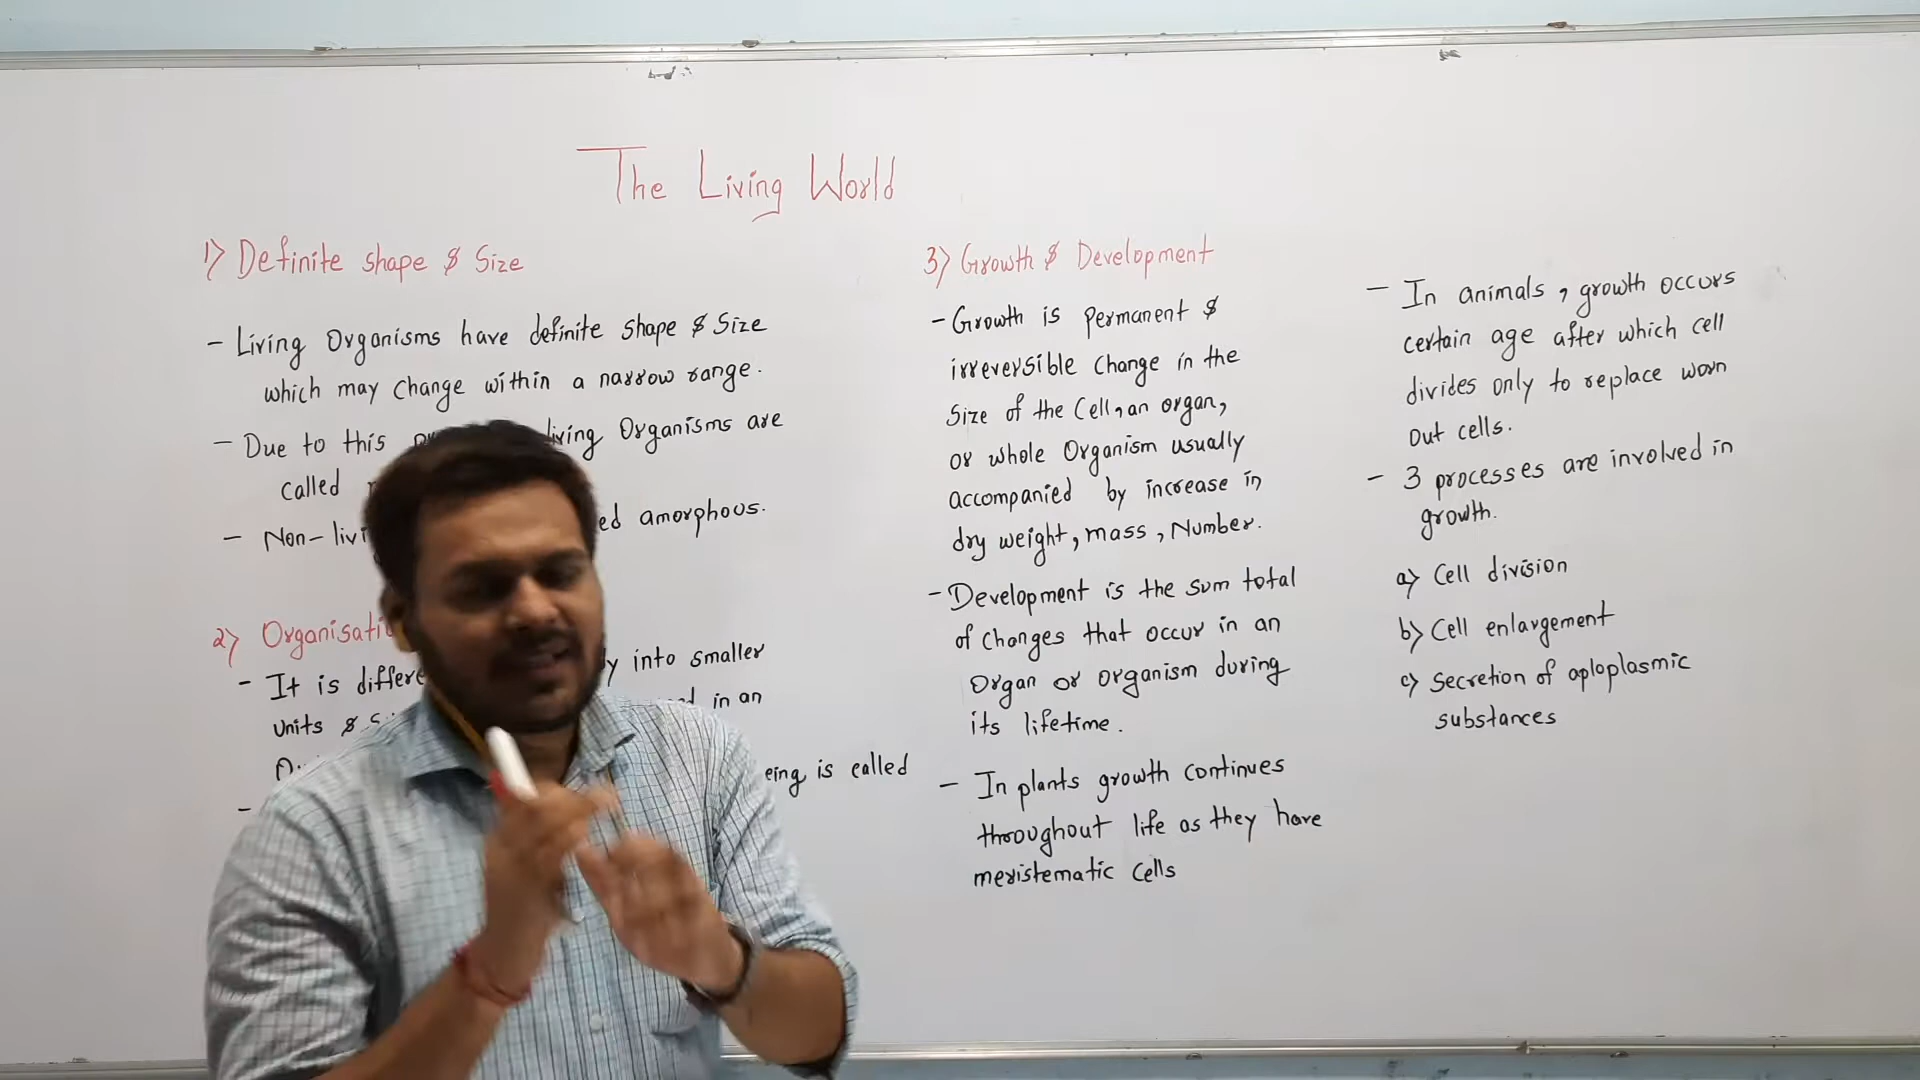 The Living World
1) Definite shape & Size
- Living Organisms have definite shape & Size
which may change within a narrow range.
- Due to this living Organisms are
called
- Non-livi ed amorphous.
2) Organisatio
- It is differe y into smaller
units & in an
eing is called
3) Growth & Development
- Growth is permanent &
irreversible change in the
size of the Cell, an organ,
or whole Organism usually
accompanied by increase in
dry weight, mass, Number.
- Development is the sum total
of changes that occur in an
Organ or organism during
its lifetime.
- In plants growth continues
throughout life as they have
meristematic cells
- In animals, growth occurs
certain age after which cell
divides only to replace worn
out cells.
- 3 processes are involved in
growth.
a) Cell division
b) Cell enlargement
c) Secretion of aploplasmic
substances